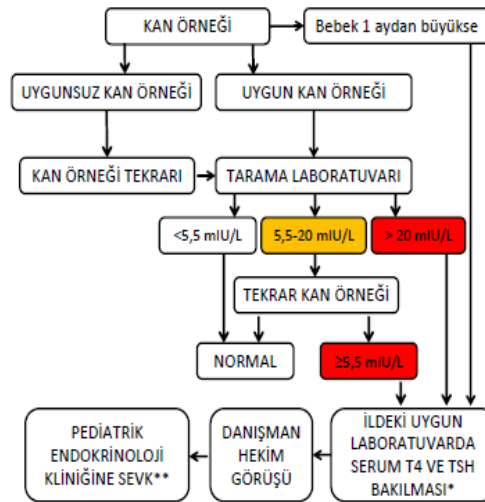 KAN ÖRNEĞİ
Bebek 1 aydan büyükse
UYGUNSUZ KAN ÖRNEĞİ
UYGUN KAN ÖRNEĞİ
KAN ÖRNEĞİ TEKRARI
TARAMA LABORATUVARI
<5,5 mIU/L
5,5-20 mIU/L
> 20 mIU/L
TEKRAR KAN ÖRNEĞİ
NORMAL
≥5,5 mIU/L
PEDİATRİK
ENDOKRİNOLOJİ
KLİNİĞİNE SEVK**
DANIŞMAN
HEKİM
GÖRÜŞÜ
İLDEKİ UYGUN
LABORATUVARDA
SERUM T4 VE TSH
BAKILMASI*